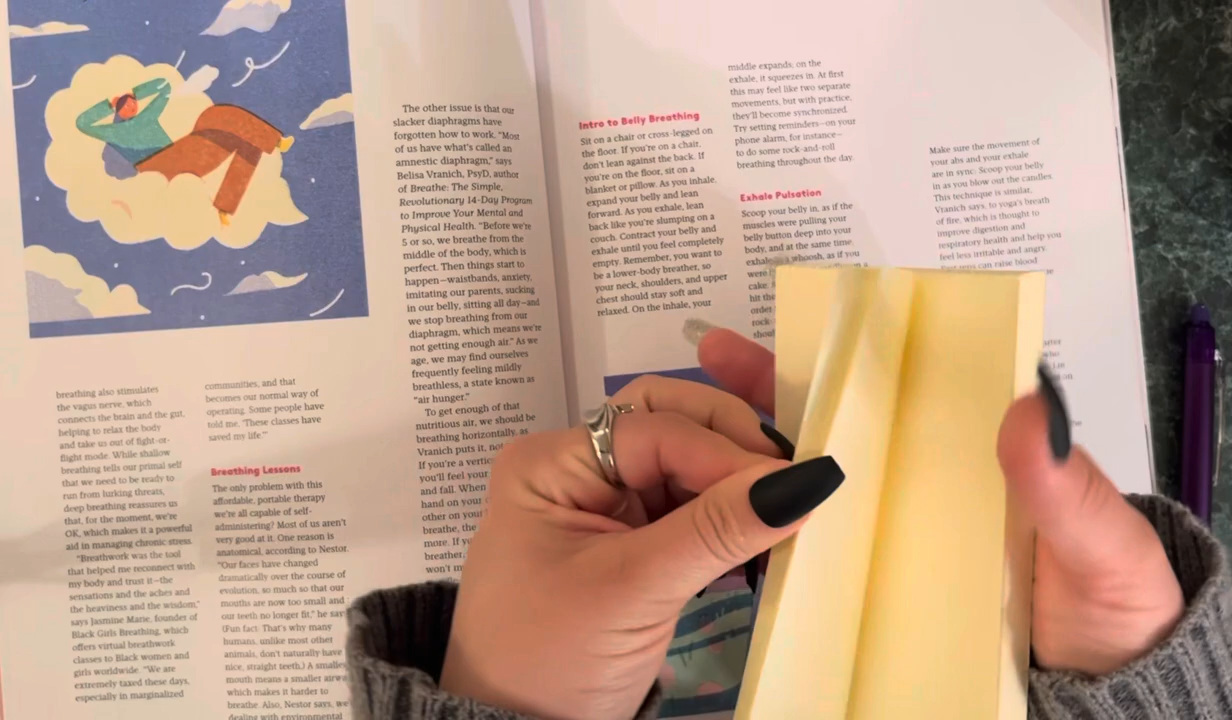 breathing also stimulates
the vagus nerve, which
connects the brain and the gut,
helping to relax the body
and take us out of fight-or-
flight mode. While shallow
breathing tells our primal self
that we need to be ready to
run from lurking threats,
deep breathing reassures us
that, for the moment, we're
OK, which makes it a powerful
aid in managing chronic stress.
"Breathwork was the tool
that helped me reconnect with
my body and trust it—the
sensations and the aches and
the heaviness and the wisdom,"
says Jasmine Marie, founder of
Black Girls Breathing, which
offers virtual breathwork
classes to Black women and
girls worldwide. "We are
extremely taxed these days,
especially in marginalized
communities, and that
becomes our normal way of
operating. Some people have
told me, 'These classes have
saved my life.'"
Breathing Lessons
The only problem with this
affordable, portable therapy
we're all capable of self-
administering? Most of us aren't
very good at it. One reason is
anatomical, according to Nestor.
"Our faces have changed
dramatically over the course of
evolution, so much so that our
mouths are now too small and
our teeth no longer fit," he say
(Fun fact: That's why many
humans, unlike most other
animals, don't naturally have
nice, straight teeth.) A smaller
mouth means a smaller airwa
which makes it harder to
breathe. Also, Nestor says, we
dealing with environmental
The other issue is that our
slacker diaphragms have
forgotten how to work. "Most
of us have what's called an
amnestic diaphragm," says
Belisa Vranich, PsyD, author
of Breathe: The Simple,
Revolutionary 14-Day Program
to Improve Your Mental and
Physical Health. "Before we're
5 or so, we breathe from the
middle of the body, which is
perfect. Then things start to
happen—waistbands, anxiety,
imitating our parents, sucking
in our belly, sitting all day—and
we stop breathing from our
diaphragm, which means we're
not getting enough air." As we
age, we may find ourselves
frequently feeling mildly
breathless, a state known as
"air hunger."
To get enough of that
nutritious air, we should be
breathing horizontally, as
Vranich puts it, not
If you're a vertic
you'll feel your
and fall. When
hand on your
other on your
breathe, the
more. If yo
breather,
won't m
Intro to Belly Breathing
Sit on a chair or cross-legged on
the floor. If you're on a chair,
don't lean against the back. If
you're on the floor, sit on a
blanket or pillow. As you inhale,
expand your belly and lean
forward. As you exhale, lean
back like you're slumping on a
couch. Contract your belly and
exhale until you feel completely
empty. Remember, you want to
be a lower-body breather, so
your neck, shoulders, and upper
chest should stay soft and
relaxed. On the inhale, your
middle expands; on the
exhale, it squeezes in. At first
this may feel like two separate
movements, but with practice,
they'll become synchronized.
Try setting reminders—on your
phone alarm, for instance—
to do some rock-and-roll
breathing throughout the day.
Exhale Pulsation
Scoop your belly in, as if the
muscles were pulling your
belly button deep into your
body, and at the same time,
exhale a whoosh, as if you
were
cake
hit the
order
rock
shoul
Make sure the movement of
your abs and your exhale
are in sync: Scoop your belly
in as you blow out the candles.
This technique is similar,
Vranich says, to yoga's breath
of fire, which is thought to
improve digestion and
respiratory health and help you
feel less irritable and angry.
can raise blood